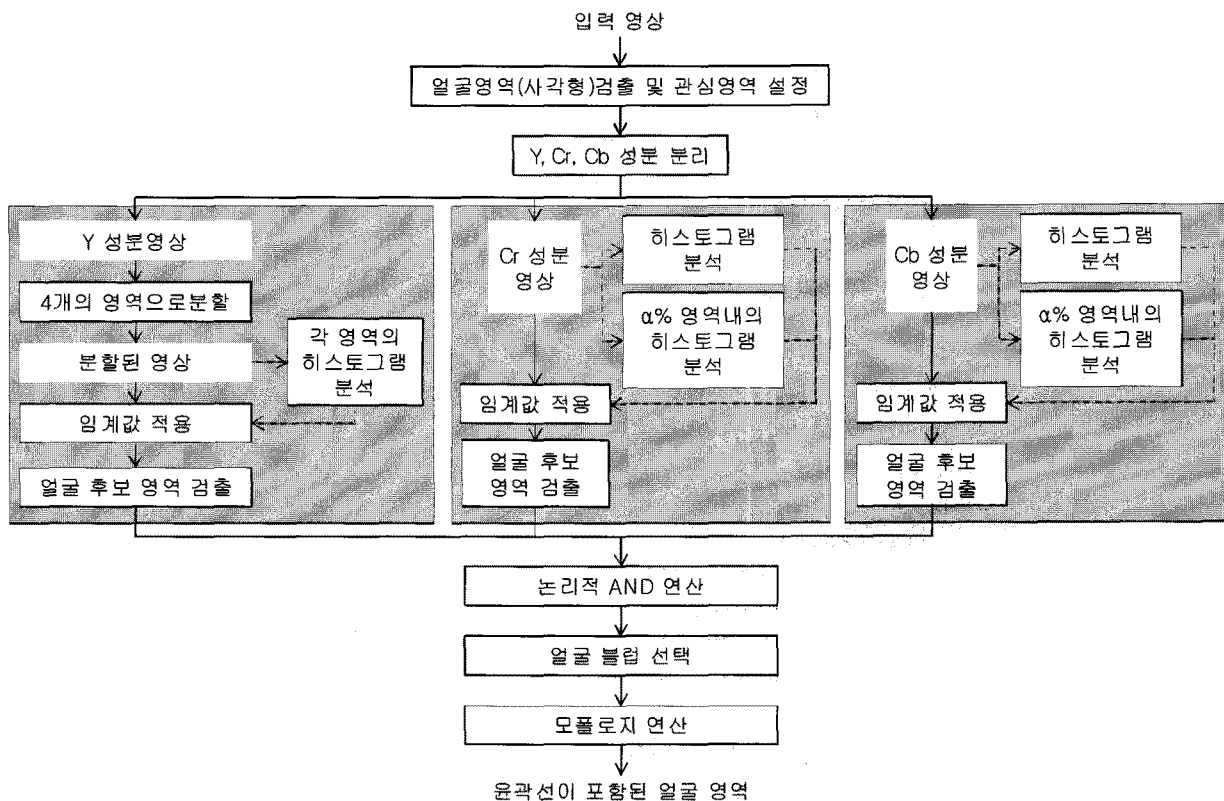 입력 영상
얼굴영역(사각형)검출 및 관심영역 설정
Y, Cr, Cb 성분 분리
Y 성분영상
4개의 영역으로분할
분할된 영상
각 영역의
히스토그램
분석
임계값 적용
얼굴 후보 영역 검출
Cr 성분
영상
히스토그램
분석
α% 영역내의
히스토그램
분석
임계값 적용
얼굴 후보
영역 검출
Cb 성분
영상
히스토그램
분석
α% 영역내의
히스토그램
분석
임계값 적용
얼굴 후보
영역 검출
논리적 AND 연산
얼굴 블럽 선택
모폴로지 연산
윤곽선이 포함된 얼굴 영역